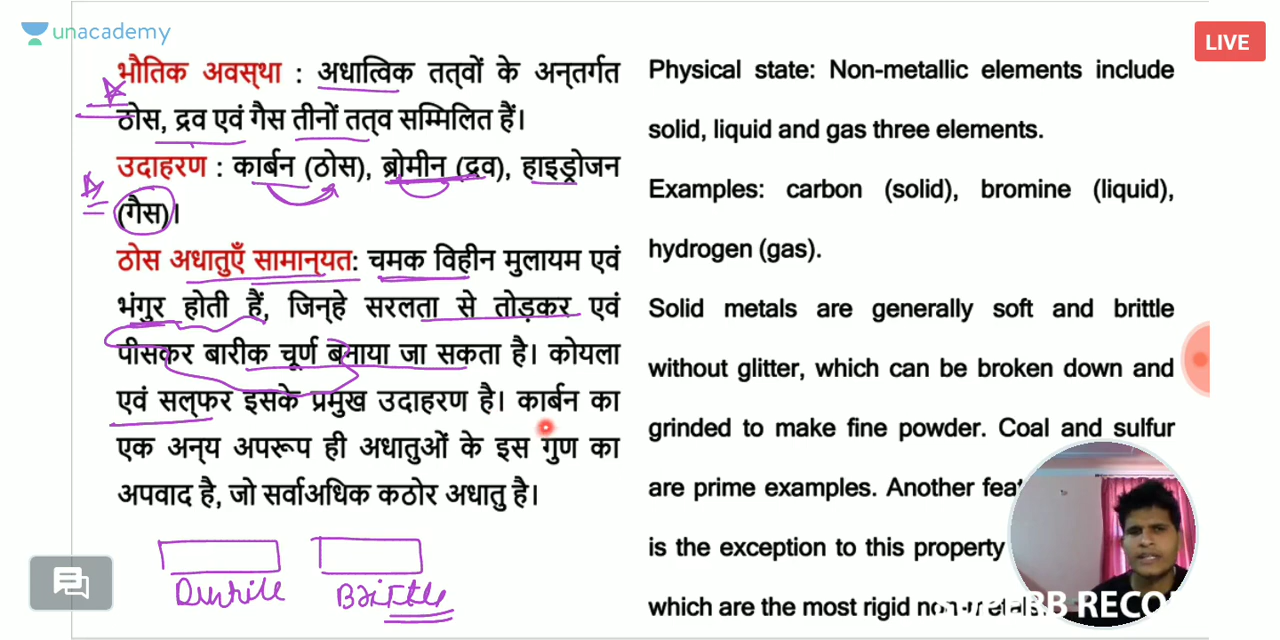 unacademy
LIVE
भौतिक अवस्था : अधात्विक तत्वों के अन्तर्गत
ठोस, द्रव एवं गैस तीनों तत्व सम्मिलित हैं।
उदाहरण : कार्बन (ठोस), ब्रोमीन (द्रव), हाइड्रोजन
(गैस)।
ठोस अधातुएँ सामान्यत: चमक विहीन मुलायम एवं
भंगुर होती हैं, जिन्हे सरलता से तोड़कर एवं
पीसकर बारीक चूर्ण बनाया जा सकता है। कोयला
एवं सल्फर इसके प्रमुख उदाहरण है। कार्बन का
एक अन्य अपरूप ही अधातुओं के इस गुण का
अपवाद है, जो सर्वाअधिक कठोर अधातु है।
Brittle
Physical state: Non-metallic elements include
solid, liquid and gas three elements.
Examples: carbon (solid), bromine (liquid),
hydrogen (gas).
Solid metals are generally soft and brittle
without glitter, which can be broken down and
grinded to make fine powder. Coal and sulfur
are prime examples. Another
is the exception to this property
which are the most rigid